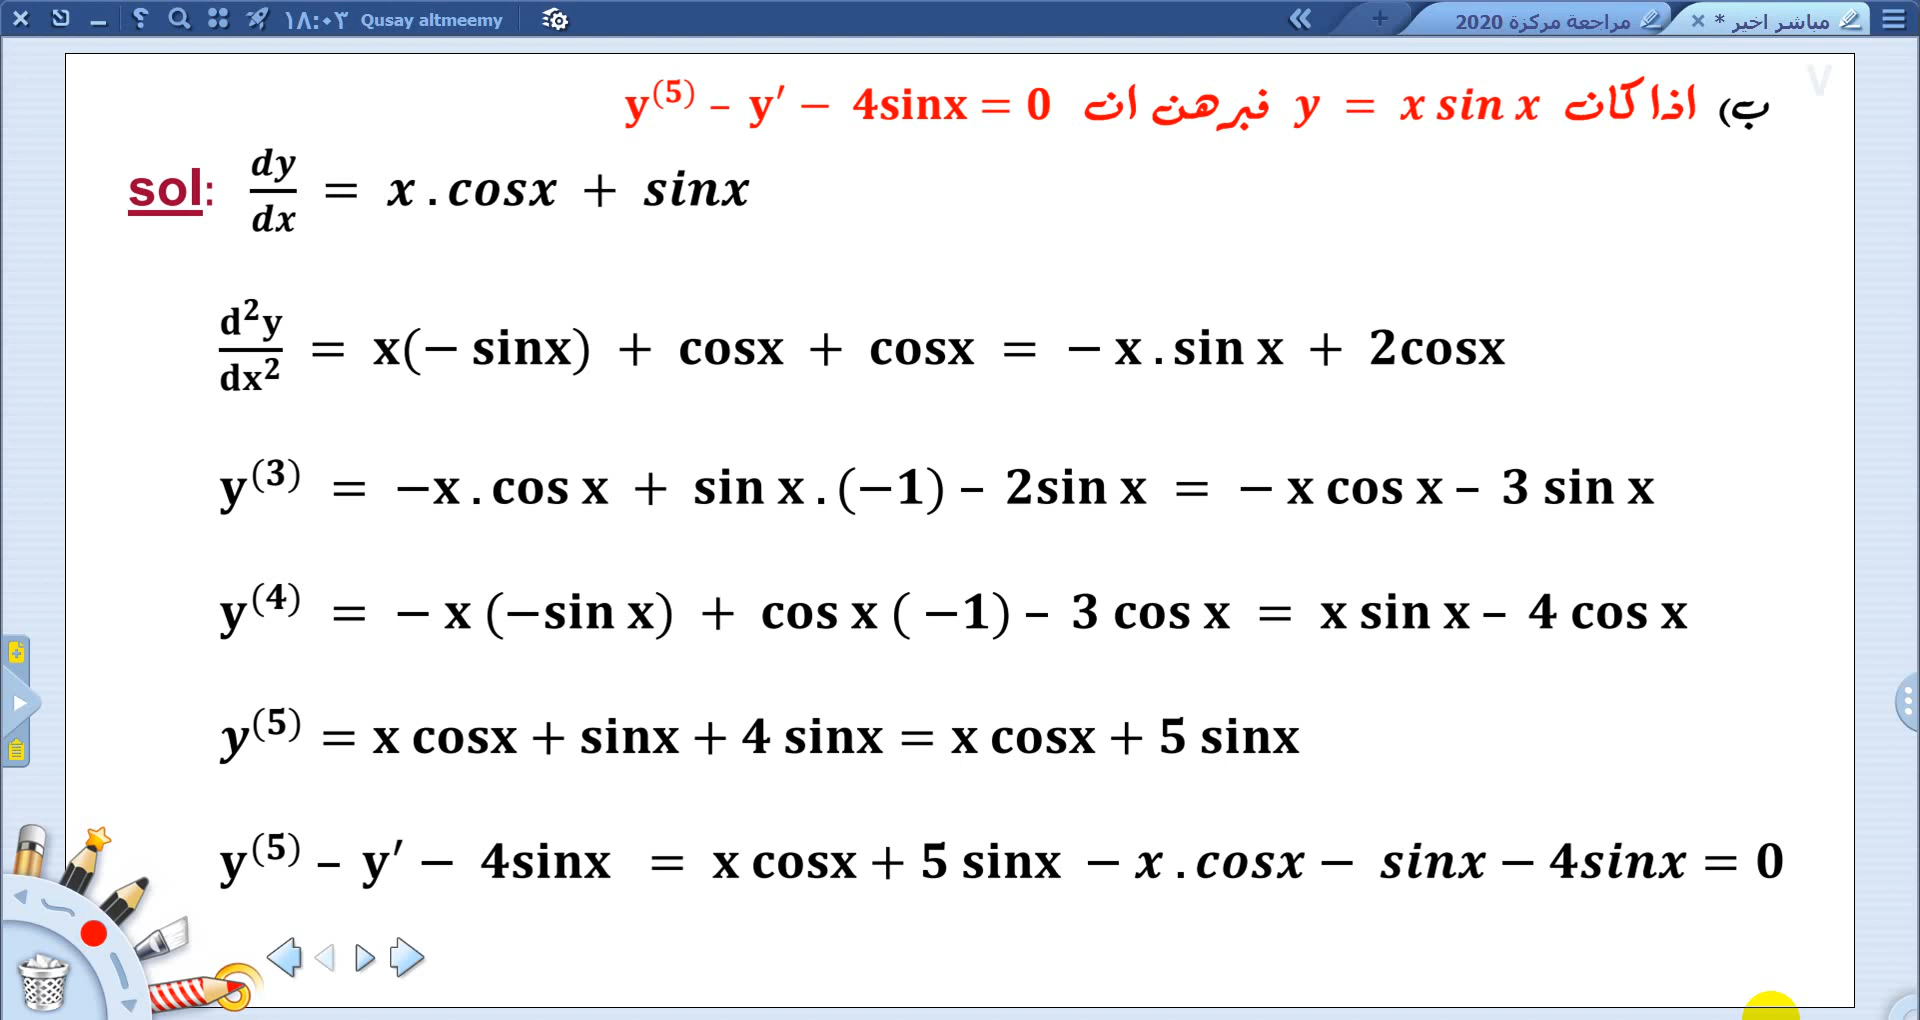 ١٨:٠٣ Qusay altmeemy
مراجعة مركزة 2020
مباشر اخير *
ب) اذا كان y = x sin x فبرهن ان y⁽⁵⁾ – y′ − 4sinx = 0
sol: dy/dx = x . cosx + sinx
d²y/dx² = x(− sinx) + cosx + cosx = − x . sin x + 2cosx
y⁽³⁾ = −x . cos x + sin x . (−1) – 2sin x = − x cos x – 3 sin x
y⁽⁴⁾ = − x (−sin x) + cos x ( −1) – 3 cos x = x sin x – 4 cos x
y⁽⁵⁾ = x cosx + sinx + 4 sinx = x cosx + 5 sinx
y⁽⁵⁾ – y′ − 4sinx = x cosx + 5 sinx − x . cosx − sinx − 4sinx = 0